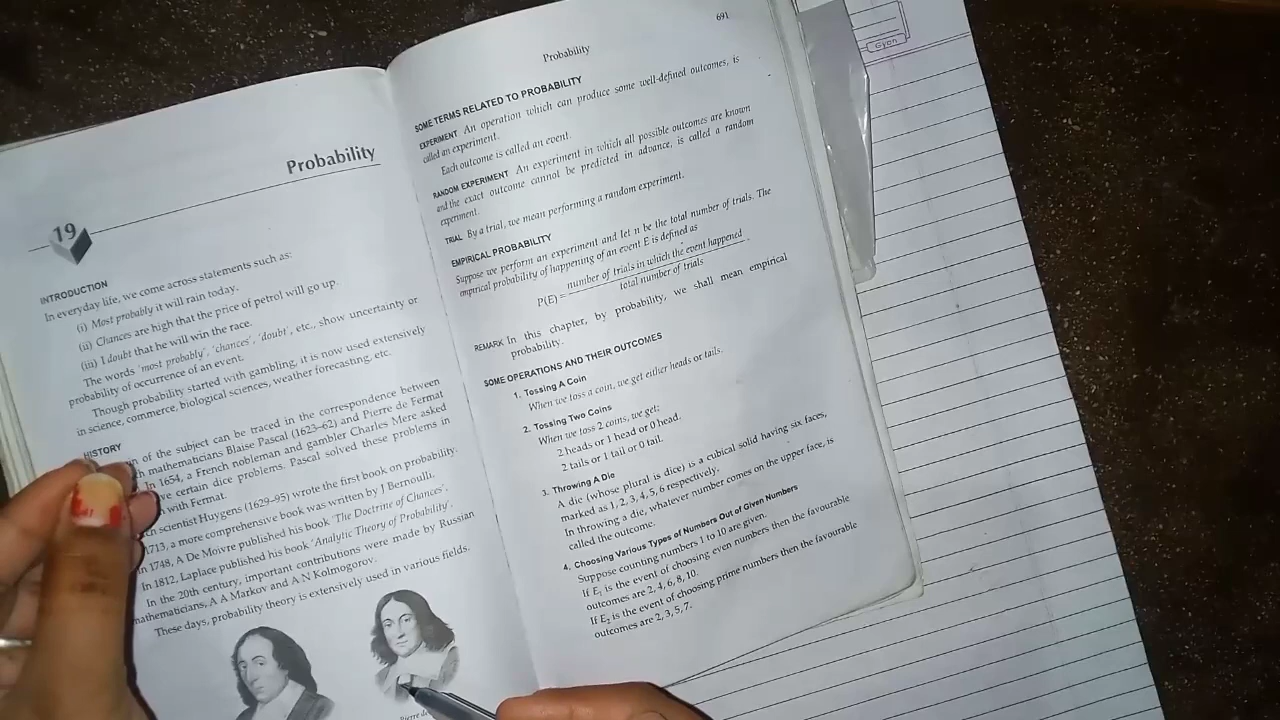 19
Probability
INTRODUCTION
In everyday life, we come across statements such as:
(i) Most probably it will rain today.
(ii) Chances are high that the price of petrol will go up.
(iii) I doubt that he will win the race.
The words 'most probably', 'chances', 'doubt', etc., show uncertainty or
probability of occurrence of an event.
Though probability started with gambling, it is now used extensively
in science, commerce, biological sciences, weather forecasting, etc.
HISTORY
of the subject can be traced in the correspondence between
mathematicians Blaise Pascal (1623–62) and Pierre de Fermat
In 1654, a French nobleman and gambler Charles Mere asked
certain dice problems. Pascal solved these problems in
with Fermat.
scientist Huygens (1629–95) wrote the first book on probability.
1713, a more comprehensive book was written by J Bernoulli.
In 1748, A De Moivre published his book 'The Doctrine of Chances'.
In 1812, Laplace published his book 'Analytic Theory of Probability'.
In the 20th century, important contributions were made by Russian
mathematicians, A A Markov and A N Kolmogorov.
These days, probability theory is extensively used in various fields.
Pierre de
Probability
691
SOME TERMS RELATED TO PROBABILITY
EXPERIMENT An operation which can produce some well-defined outcomes, is
called an experiment.
Each outcome is called an event.
RANDOM EXPERIMENT An experiment in which all possible outcomes are known
and the exact outcome cannot be predicted in advance, is called a random
experiment.
TRIAL By a trial, we mean performing a random experiment.
EMPIRICAL PROBABILITY
Suppose we perform an experiment and let n be the total number of trials. The
empirical probability of happening of an event E is defined as
P(E) = number of trials in which the event happened / total number of trials .
REMARK In this chapter, by probability, we shall mean empirical
probability.
SOME OPERATIONS AND THEIR OUTCOMES
1. Tossing A Coin
When we toss a coin, we get either heads or tails.
2. Tossing Two Coins
When we toss 2 coins, we get:
2 heads or 1 head or 0 head.
2 tails or 1 tail or 0 tail.
3. Throwing A Die
A die (whose plural is dice) is a cubical solid having six faces,
marked as 1, 2, 3, 4, 5, 6 respectively.
In throwing a die, whatever number comes on the upper face, is
called the outcome.
4. Choosing Various Types of Numbers Out of Given Numbers
Suppose counting numbers 1 to 10 are given.
If E₁ is the event of choosing even numbers then the favourable
outcomes are 2, 4, 6, 8, 10.
If E₂ is the event of choosing prime numbers then the favourable
outcomes are 2, 3, 5, 7.
Gyan